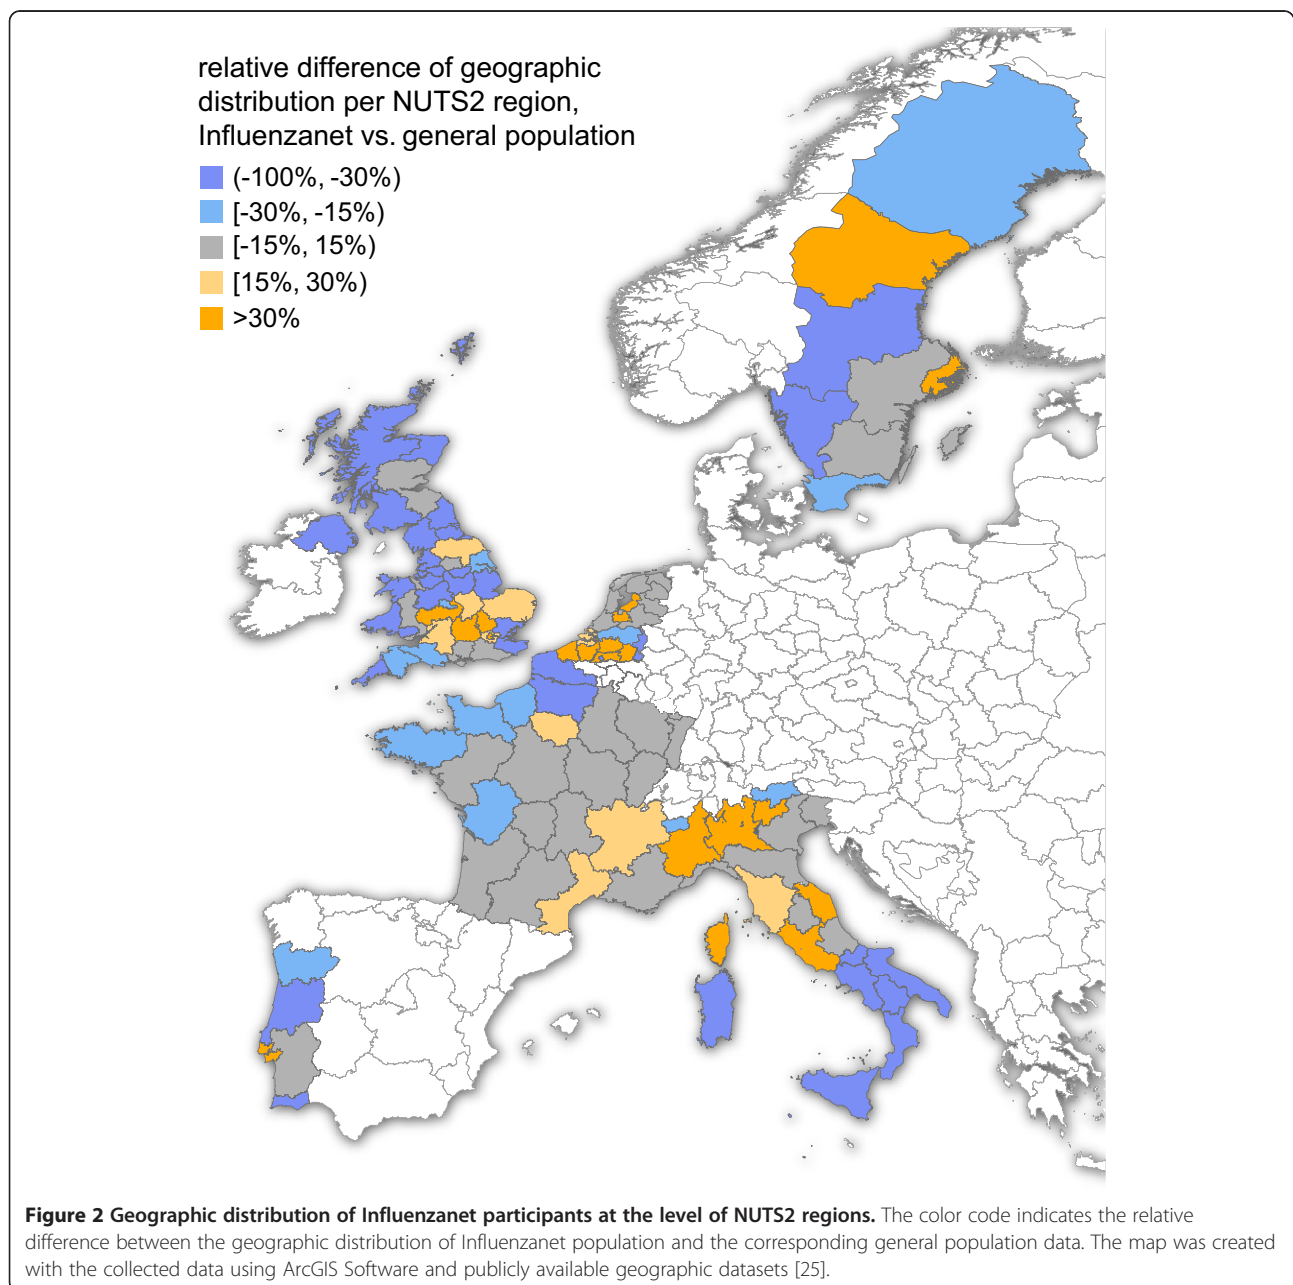 relative difference of geographic
distribution per NUTS2 region,
Influenzanet vs. general population
(-100%, -30%)
[-30%, -15%)
[-15%, 15%)
[15%, 30%)
>30%
Figure 2 Geographic distribution of Influenzanet participants at the level of NUTS2 regions. The color code indicates the relative
difference between the geographic distribution of Influenzanet population and the corresponding general population data. The map was created
with the collected data using ArcGIS Software and publicly available geographic datasets [25].